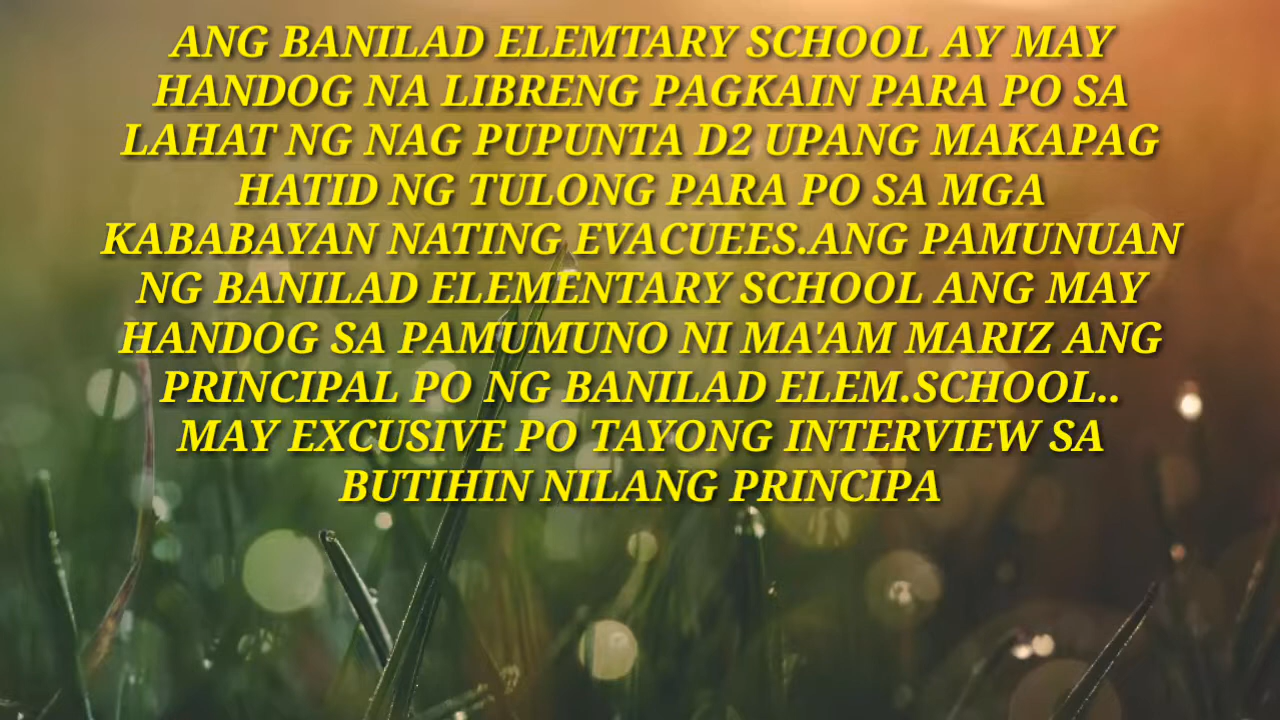 ANG BANILAD ELEMTARY SCHOOL AY MAY
HANDOG NA LIBRENG PAGKAIN PARA PO SA
LAHAT NG NAG PUPUNTA D2 UPANG MAKAPAG
HATID NG TULONG PARA PO SA MGA
KABABAYAN NATING EVACUEES.ANG PAMUNUAN
NG BANILAD ELEMENTARY SCHOOL ANG MAY
HANDOG SA PAMUMUNO NI MA'AM MARIZ ANG
PRINCIPAL PO NG BANILAD ELEM.SCHOOL..
MAY EXCUSIVE PO TAYONG INTERVIEW SA
BUTIHIN NILANG PRINCIPA